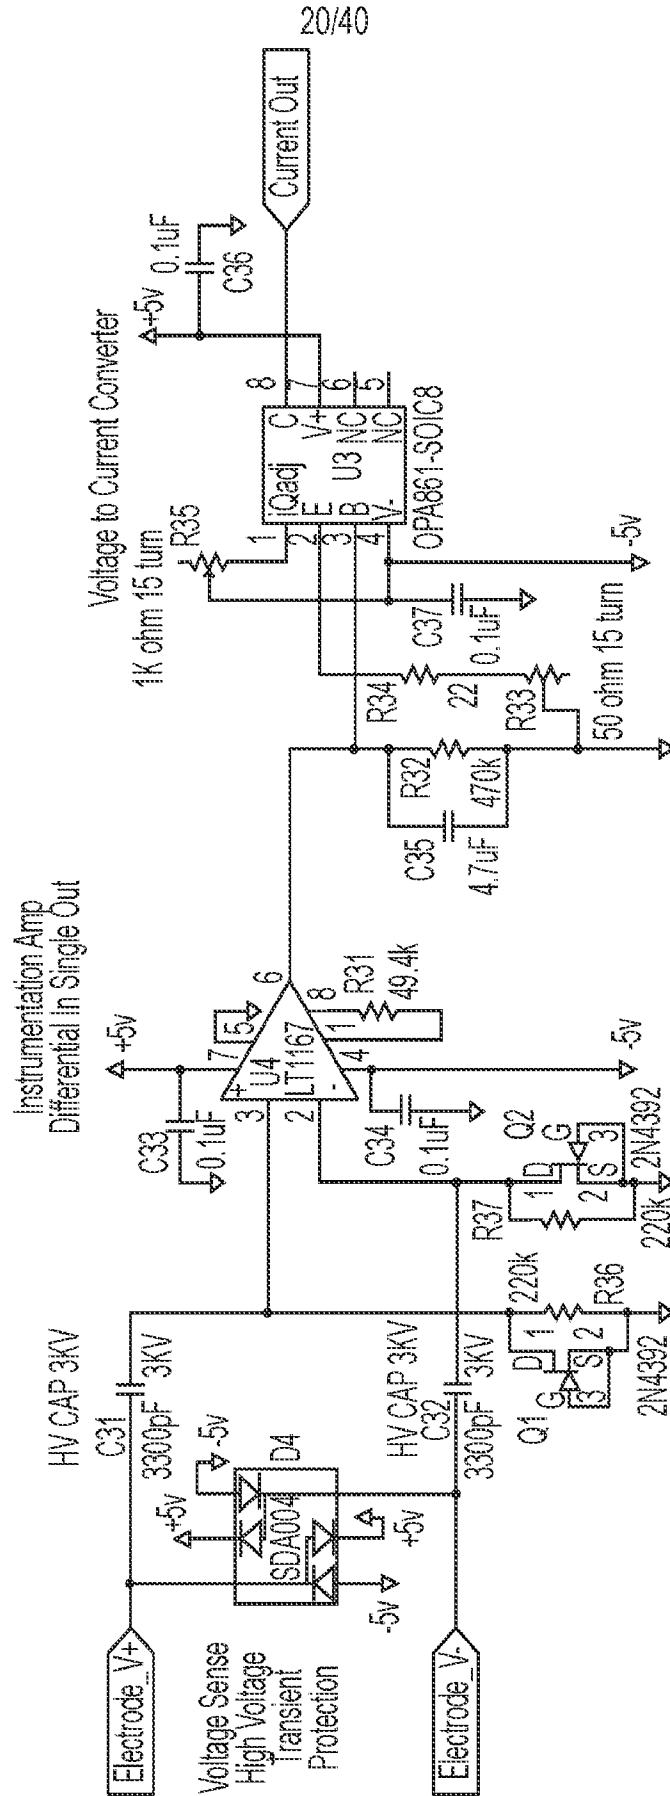 20/40
Voltage Sense
High Voltage
Transient
Protection
Electrode_V+
Electrode_V-
+5v
-5v
SDA004
D4
-5v
+5v
HV CAP 3KV
C31
3300pF
3KV
HV CAP 3KV
C32
3300pF
3KV
Q1
G
D
S
1
2
3
2N4392
220k
R36
R37
220k
Q2
G
D
S
1
2
3
2N4392
Instrumentation Amp
Differential In Single Out
+5v
C33
0.1uF
3
2
+
-
U4
LT1167
7
5
6
8
1
4
R31
49.4k
C34
0.1uF
-5v
C35
4.7uF
R32
470k
R34
22
R33
50 ohm 15 turn
C37
0.1uF
-5v
Voltage to Current Converter
1K ohm 15 turn
R35
1
2
3
4
iQadj
E
B
V-
U3
C
V+
NC
NC
8
7
6
5
OPA861-SOIC8
+5v
0.1uF
C36
Current Out